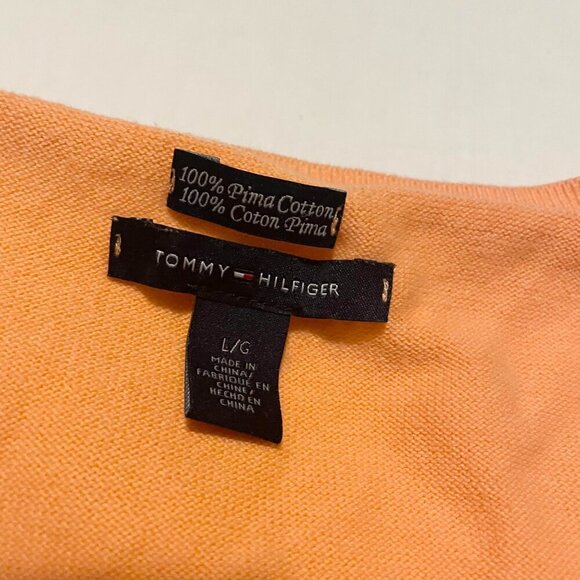 100% Pima Cotton
100% Coton Pima
TOMMY HILFIGER
L/G
MADE IN
CHINA/
FABRIQUE EN
CHINE/
HECHO EN
CHINA